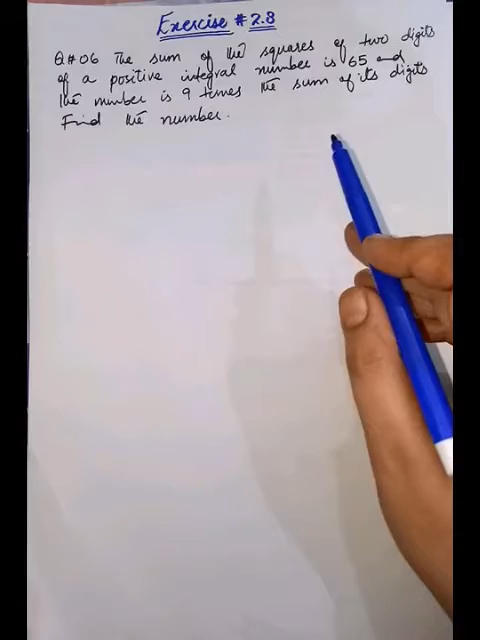 Exercise # 2.8
Q#06 The sum of the squares of two digits
of a positive integral number is 65 and
the number is 9 times the sum of its digits
Find the number.